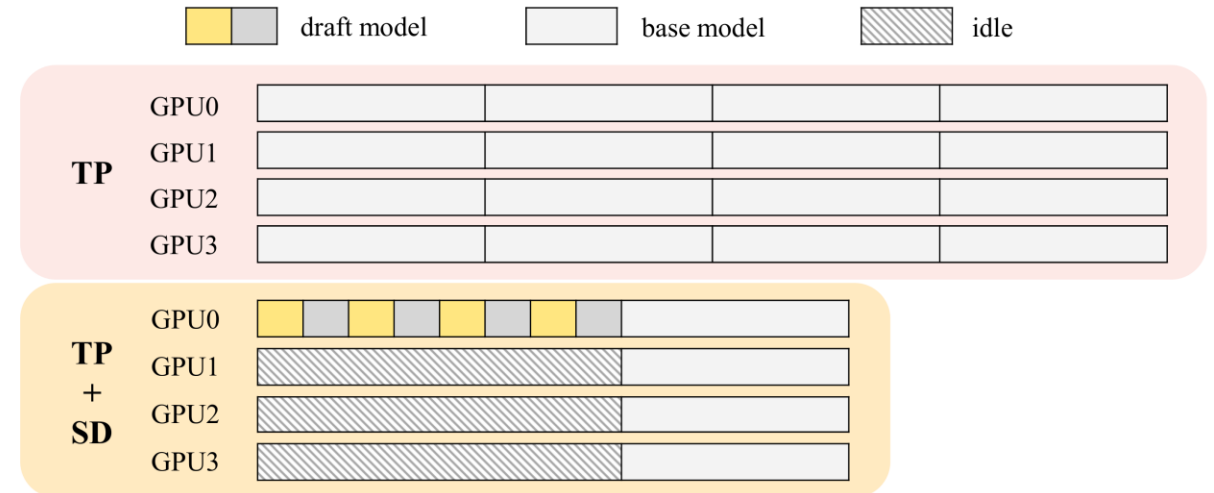 draft model
base model
idle
TP
GPU0
GPU1
GPU2
GPU3
TP
+
SD
GPU0
GPU1
GPU2
GPU3